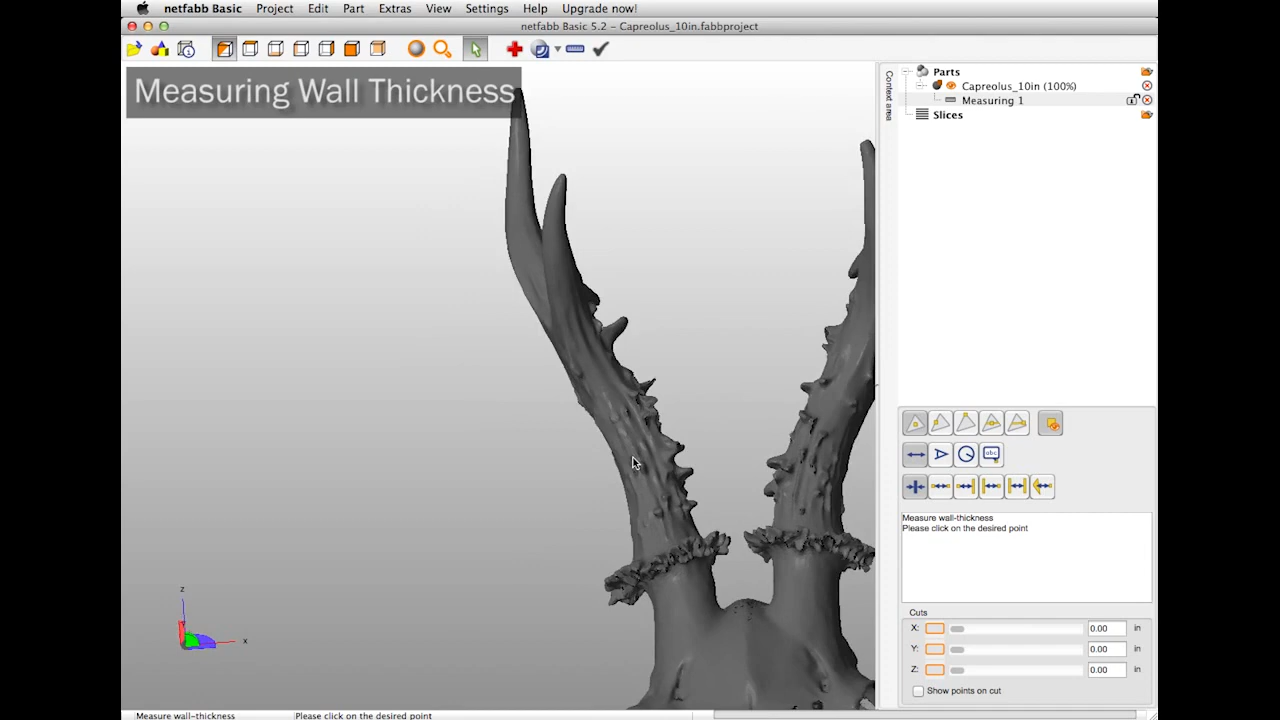 netfabb Basic Project Edit Part Extras View Settings Help Upgrade now!
netfabb Basic 5.2 – Capreolus_10in.fabbproject
Measuring Wall Thickness
Context area
Parts
Capreolus_10in (100%)
Measuring 1
Slices
abc
Measure wall-thickness
Please click on the desired point
Cuts
X: 0.00 in
Y: 0.00 in
Z: 0.00 in
Show points on cut
z
x
Measure wall-thickness Please click on the desired point